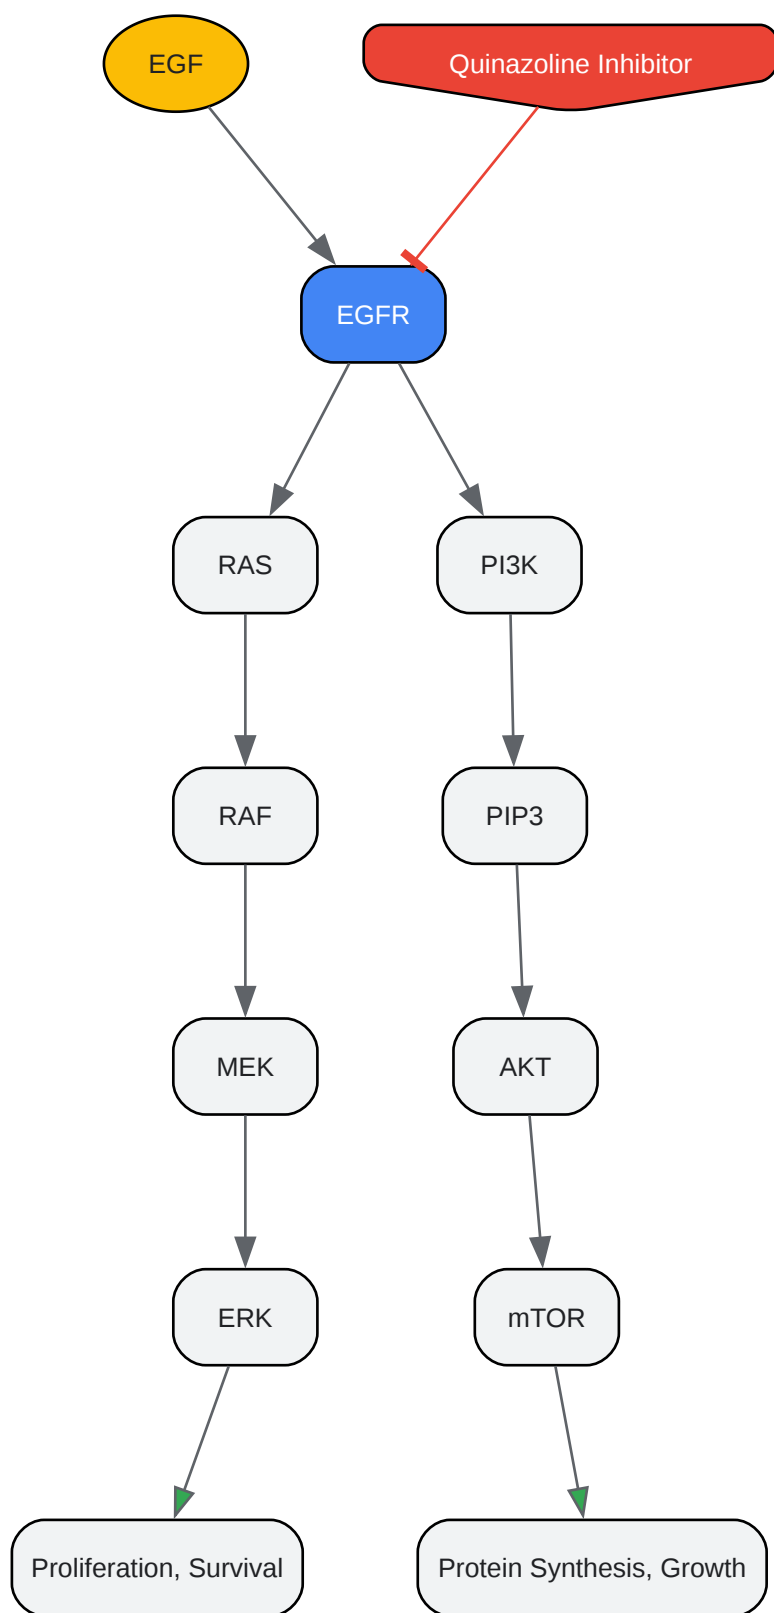 EGF
Quinazoline Inhibitor
EGFR
RAS
PI3K
RAF
PIP3
MEK
AKT
ERK
mTOR
Proliferation, Survival
Protein Synthesis, Growth